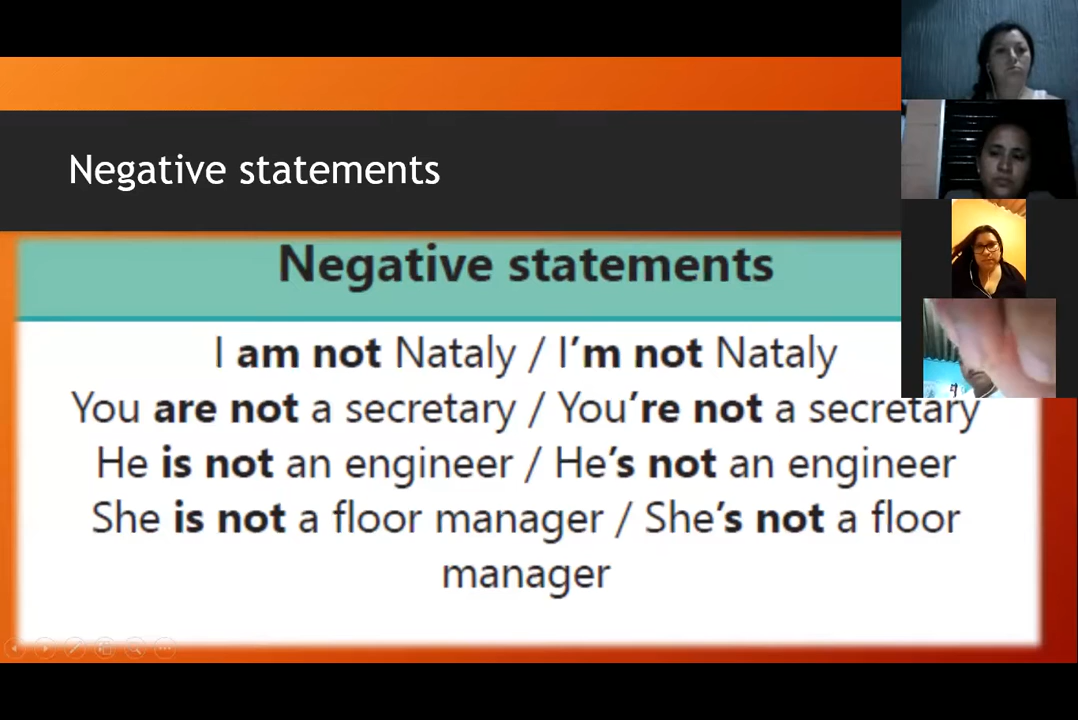 Negative statements
Negative statements
I am not Nataly / I'm not Nataly
You are not a secretary / You're not a secretary
He is not an engineer / He's not an engineer
She is not a floor manager / She's not a floor
manager